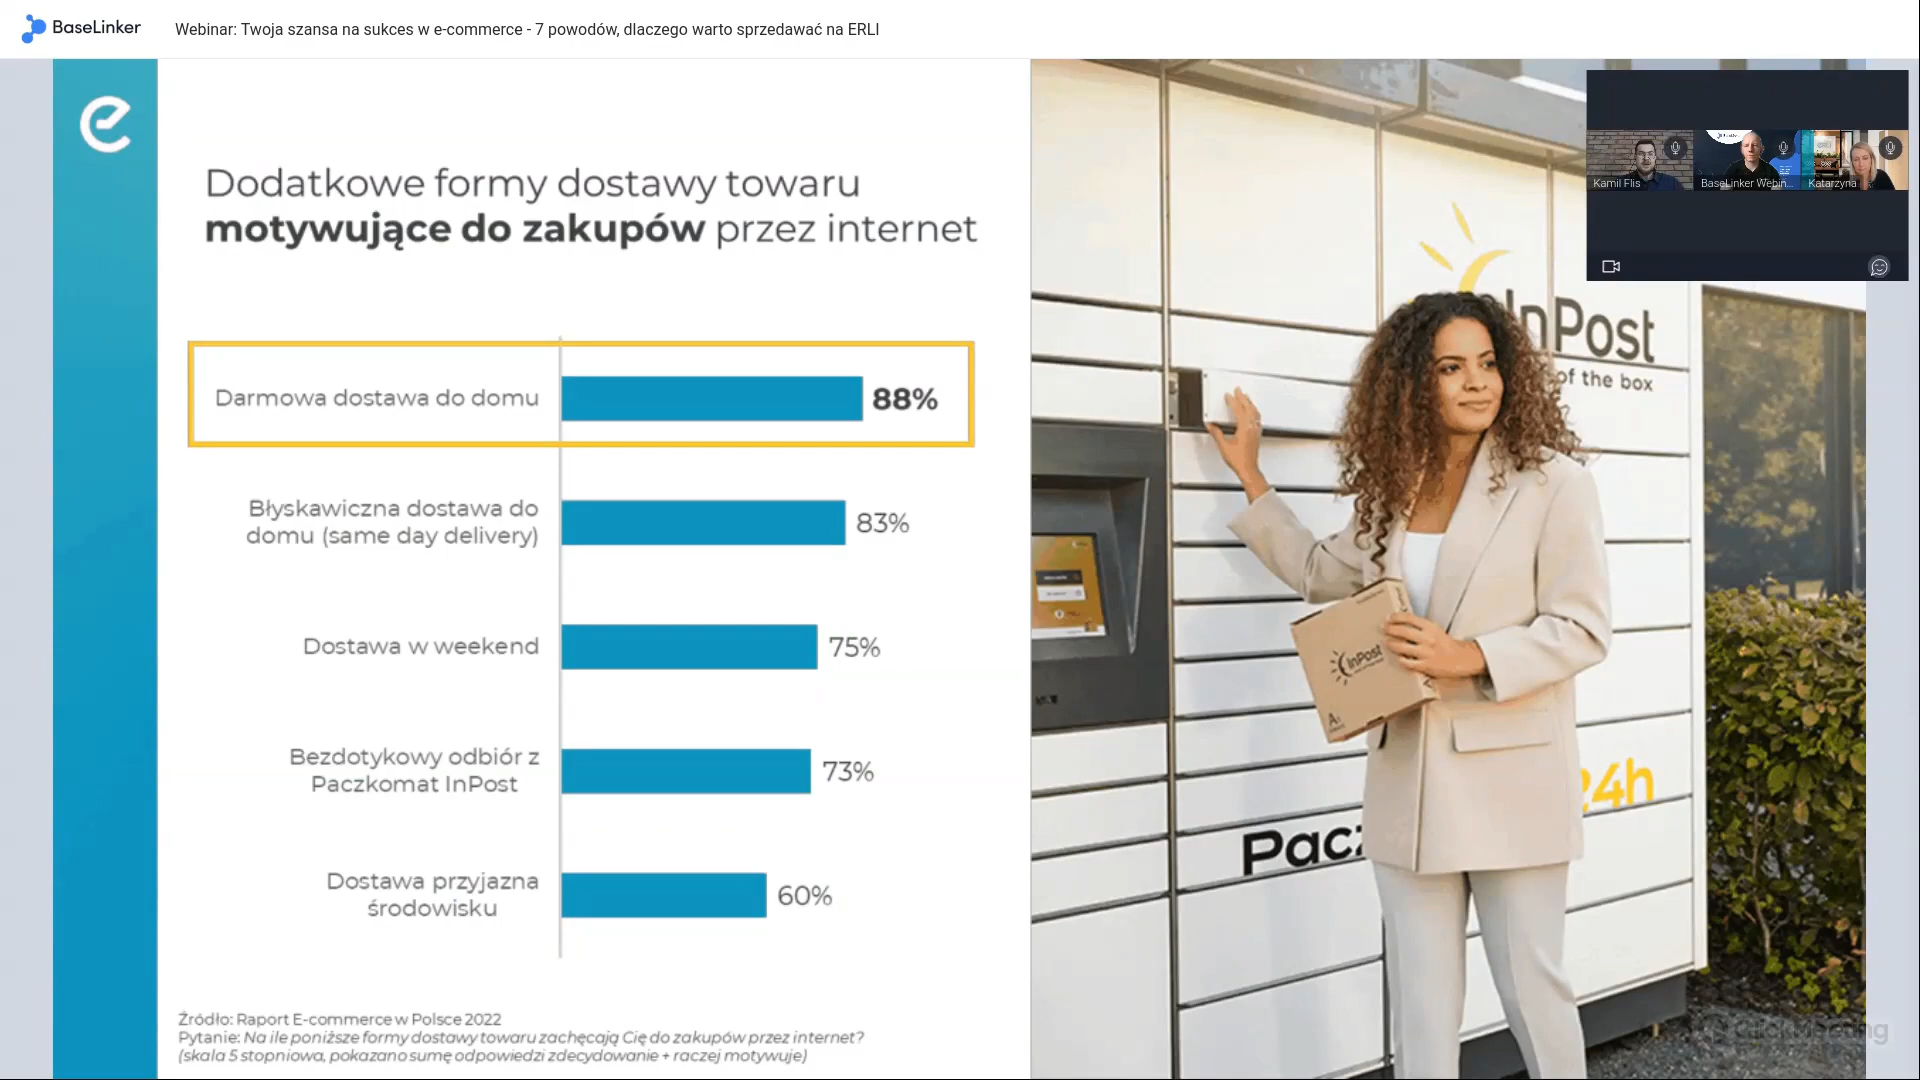 BaseLinker
Webinar: Twoja szansa na sukces w e-commerce - 7 powodów, dlaczego warto sprzedawać na ERLI
Dodatkowe formy dostawy towaru
motywujące do zakupów przez internet
Darmowa dostawa do domu
88%
Błyskawiczna dostawa do
domu (same day delivery)
83%
Dostawa w weekend
75%
Bezdotykowy odbiór z
Paczkomat InPost
73%
Dostawa przyjazna
środowisku
60%
Źródło: Raport E-commerce w Polsce 2022
Pytanie: Na ile poniższe formy dostawy towaru zachęcają Cię do zakupów przez internet?
(skala 5 stopniowa, pokazano sumę odpowiedzi zdecydowanie + raczej motywuje)
Kamil Flis
BaseLinker Webin...
Katarzyna
InPost
of the box
InPost
24h
Pacz
ClickMeeting